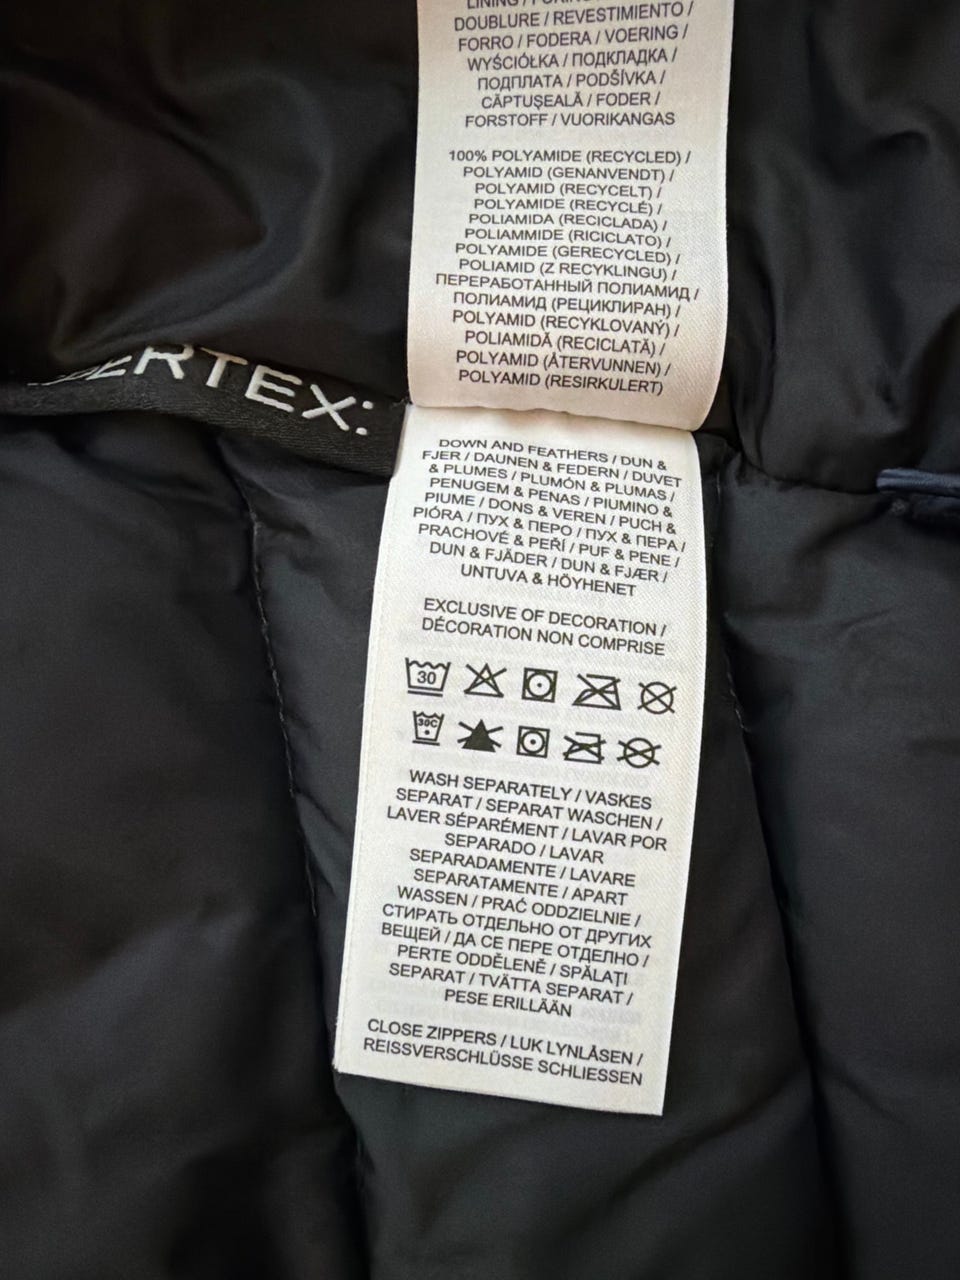 LINING /
DOUBLURE / REVESTIMIENTO /
FORRO / FODERA / VOERING /
WYŚCIÓŁKA / ПОДКЛАДКА /
ПОДПЛАТА / PODŠÍVKA /
CĂPTUŞEALĂ / FODER /
FORSTOFF / VUORIKANGAS
100% POLYAMIDE (RECYCLED) /
POLYAMID (GENANVENDT) /
POLYAMID (RECYCELT) /
POLYAMIDE (RECYCLÉ) /
POLIAMIDA (RECICLADA) /
POLIAMMIDE (RICICLATO) /
POLYAMIDE (GERECYCLED) /
POLIAMID (Z RECYKLINGU) /
ПЕРЕРАБОТАННЫЙ ПОЛИАМИД /
ПОЛИАМИД (РЕЦИКЛИРАН) /
POLYAMID (RECYKLOVANÝ) /
POLIAMIDĂ (RECICLATĂ) /
POLYAMID (ÅTERVUNNEN) /
POLYAMID (RESIRKULERT)
ERTEX:
DOWN AND FEATHERS / DUN &
FJER / DAUNEN & FEDERN / DUVET
& PLUMES / PLUMÓN & PLUMAS /
PENUGEM & PENAS / PIUMINO &
PIUME / DONS & VEREN / PUCH &
PIÓRA / ПУХ & ПЕРО / ПУХ & ПЕРА /
PRACHOVÉ & PEŘÍ / PUF & PENE /
DUN & FJÄDER / DUN & FJÆR /
UNTUVA & HÖYHENET
EXCLUSIVE OF DECORATION /
DÉCORATION NON COMPRISE
30
30C
WASH SEPARATELY / VASKES
SEPARAT / SEPARAT WASCHEN /
LAVER SÉPARÉMENT / LAVAR POR
SEPARADO / LAVAR
SEPARADAMENTE / LAVARE
SEPARATAMENTE / APART
WASSEN / PRAĆ ODDZIELNIE /
СТИРАТЬ ОТДЕЛЬНО ОТ ДРУГИХ
ВЕЩЕЙ / ДА СЕ ПЕРЕ ОТДЕЛНО /
PERTE ODDĚLENĚ / SPĂLAȚI
SEPARAT / TVÄTTA SEPARAT /
PESE ERILLÄÄN
CLOSE ZIPPERS / LUK LYNLÅSEN /
REISSVERSCHLÜSSE SCHLIESSEN